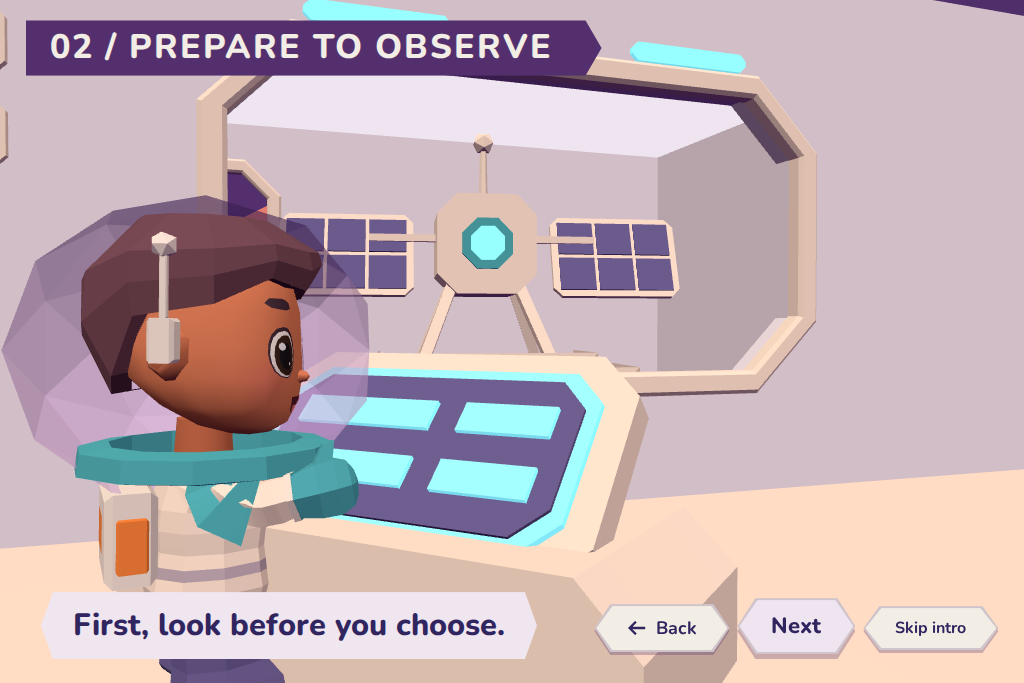 02 / PREPARE TO OBSERVE
First, look before you choose.
← Back
Next
Skip intro